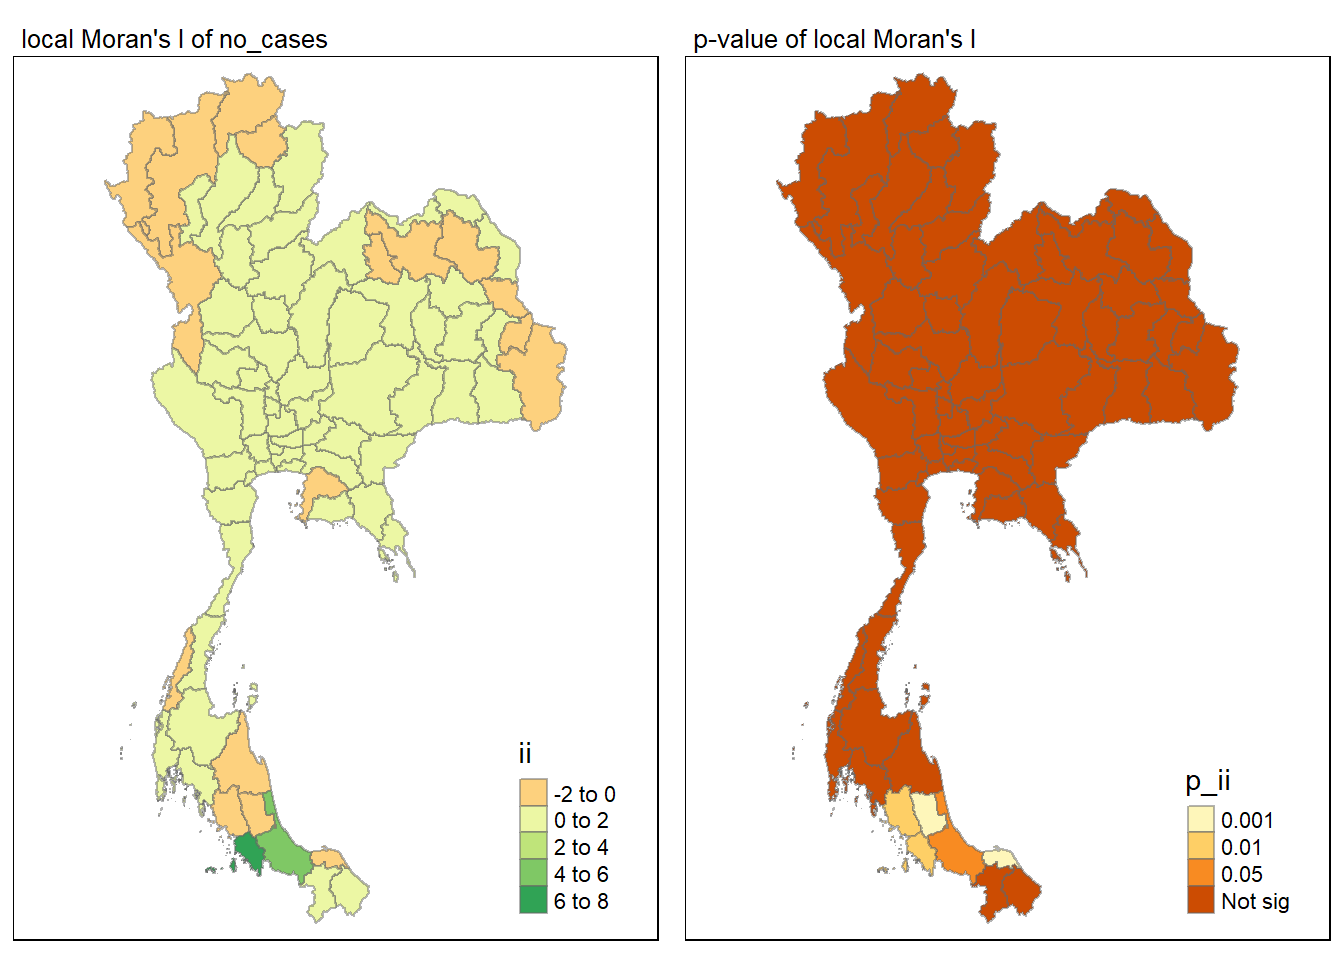 local Moran's I of no_cases
ii
-2 to 0
0 to 2
2 to 4
4 to 6
6 to 8
p-value of local Moran's I
p_ii
0.001
0.01
0.05
Not sig